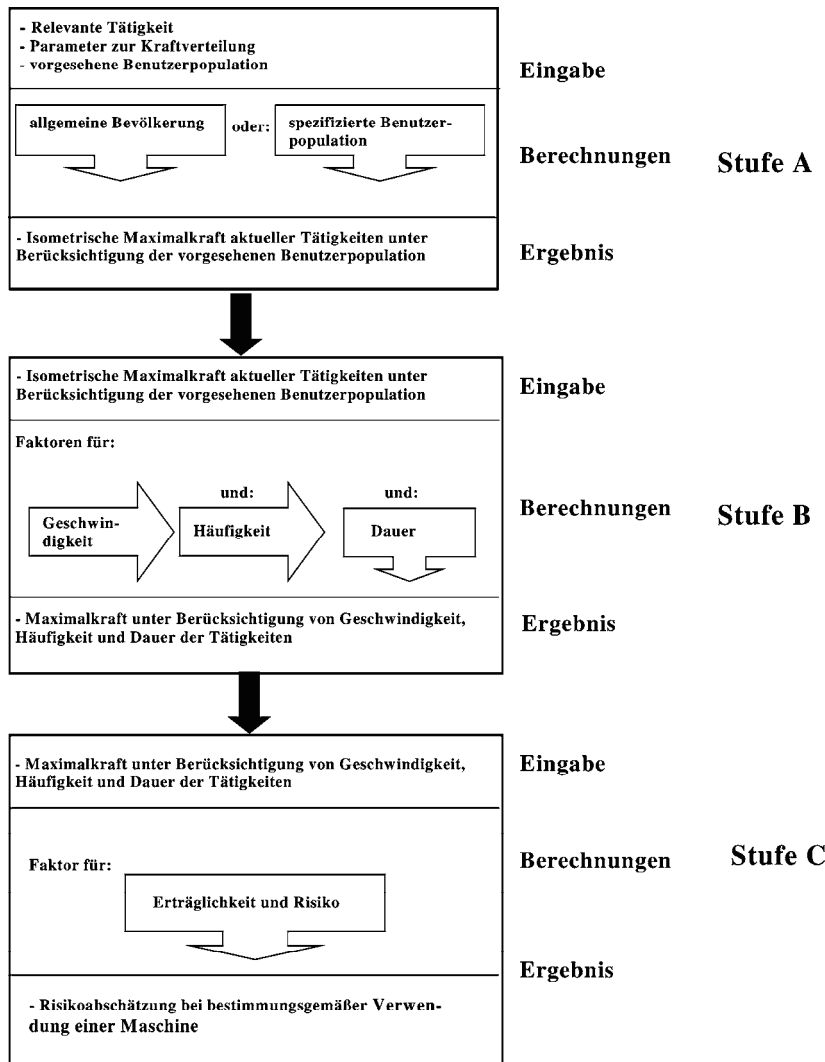 - Relevante Tätigkeit
- Parameter zur Kraftverteilung
- vorgesehene Benutzerpopulation
Eingabe
allgemeine Bevölkerung
oder:
spezifizierte Benutzer-
population
Berechnungen
Stufe A
- Isometrische Maximalkraft aktueller Tätigkeiten unter
Berücksichtigung der vorgesehenen Benutzerpopulation
Ergebnis
- Isometrische Maximalkraft aktueller Tätigkeiten unter
Berücksichtigung der vorgesehenen Benutzerpopulation
Eingabe
Faktoren für:
Geschwin-
digkeit
und:
Häufigkeit
und:
Dauer
Berechnungen
Stufe B
- Maximalkraft unter Berücksichtigung von Geschwindigkeit,
Häufigkeit und Dauer der Tätigkeiten
Ergebnis
- Maximalkraft unter Berücksichtigung von Geschwindigkeit,
Häufigkeit und Dauer der Tätigkeiten
Eingabe
Faktor für:
Erträglichkeit und Risiko
Berechnungen
Stufe C
Ergebnis
- Risikoabschätzung bei bestimmungsgemäßer Verwen-
dung einer Maschine